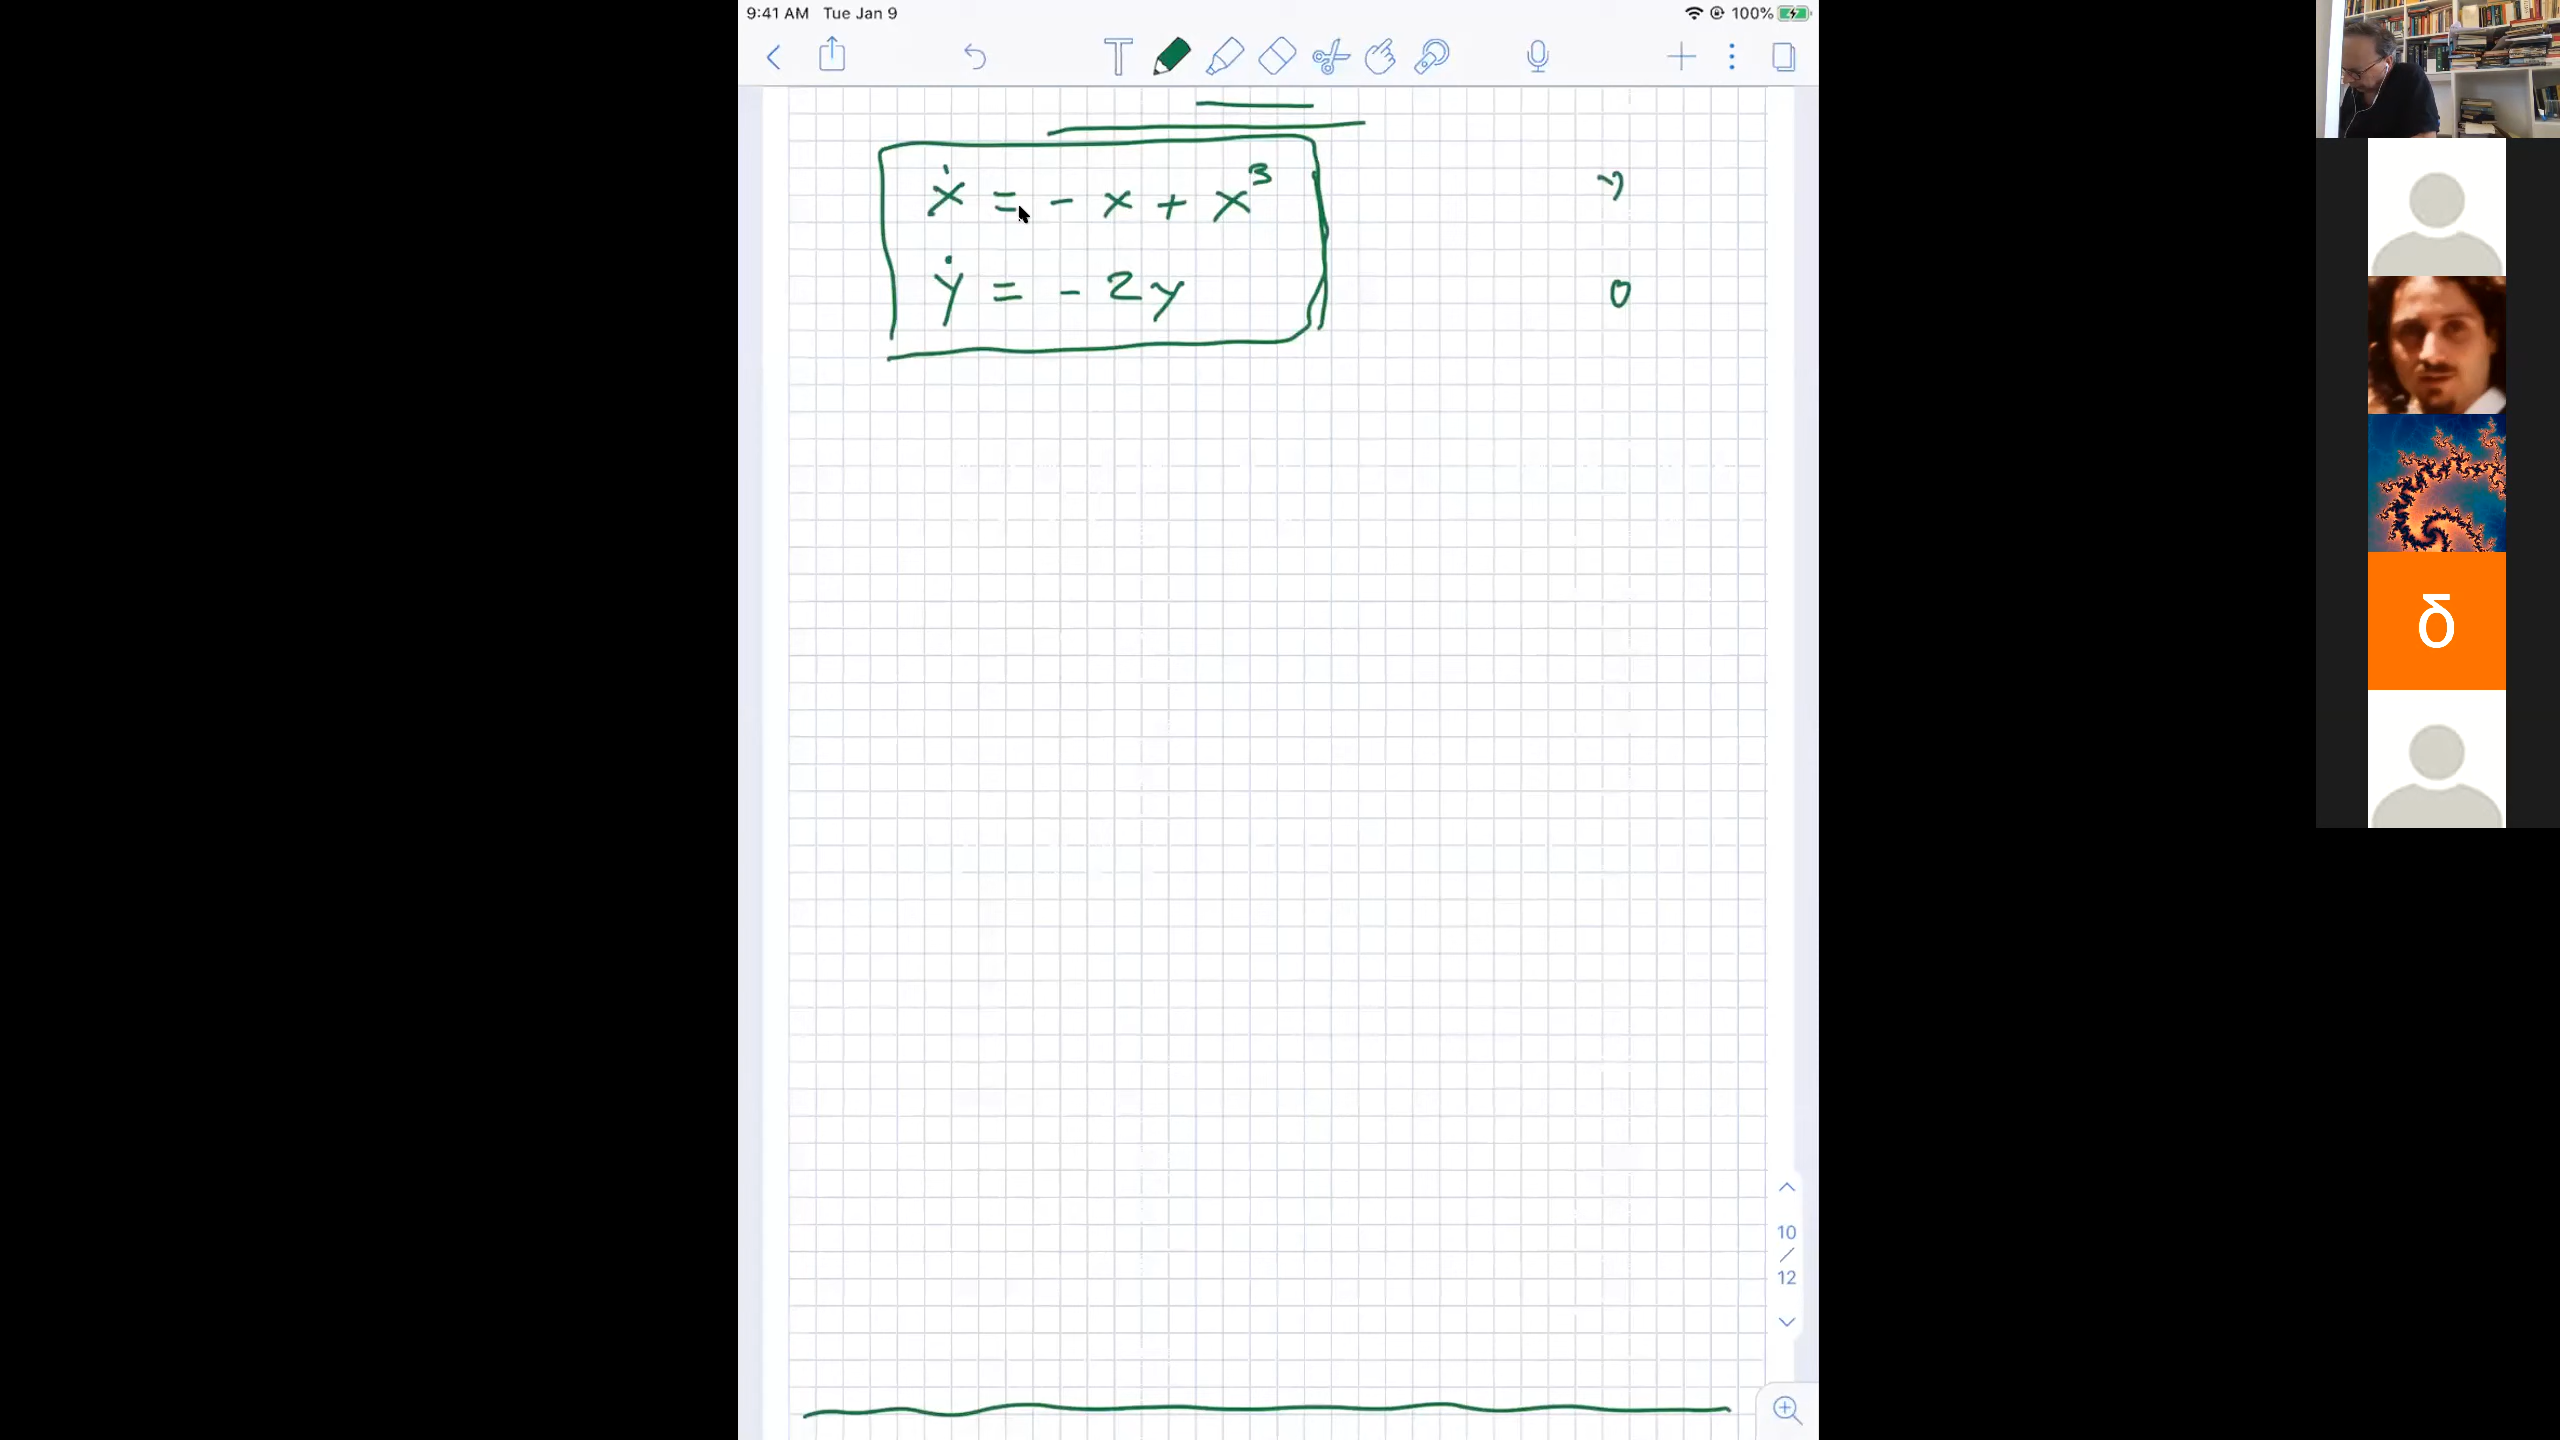 9:41 AM Tue Jan 9 100%
T
ẋ = - x + x³
ẏ = - 2y
0
10
/
12
δ